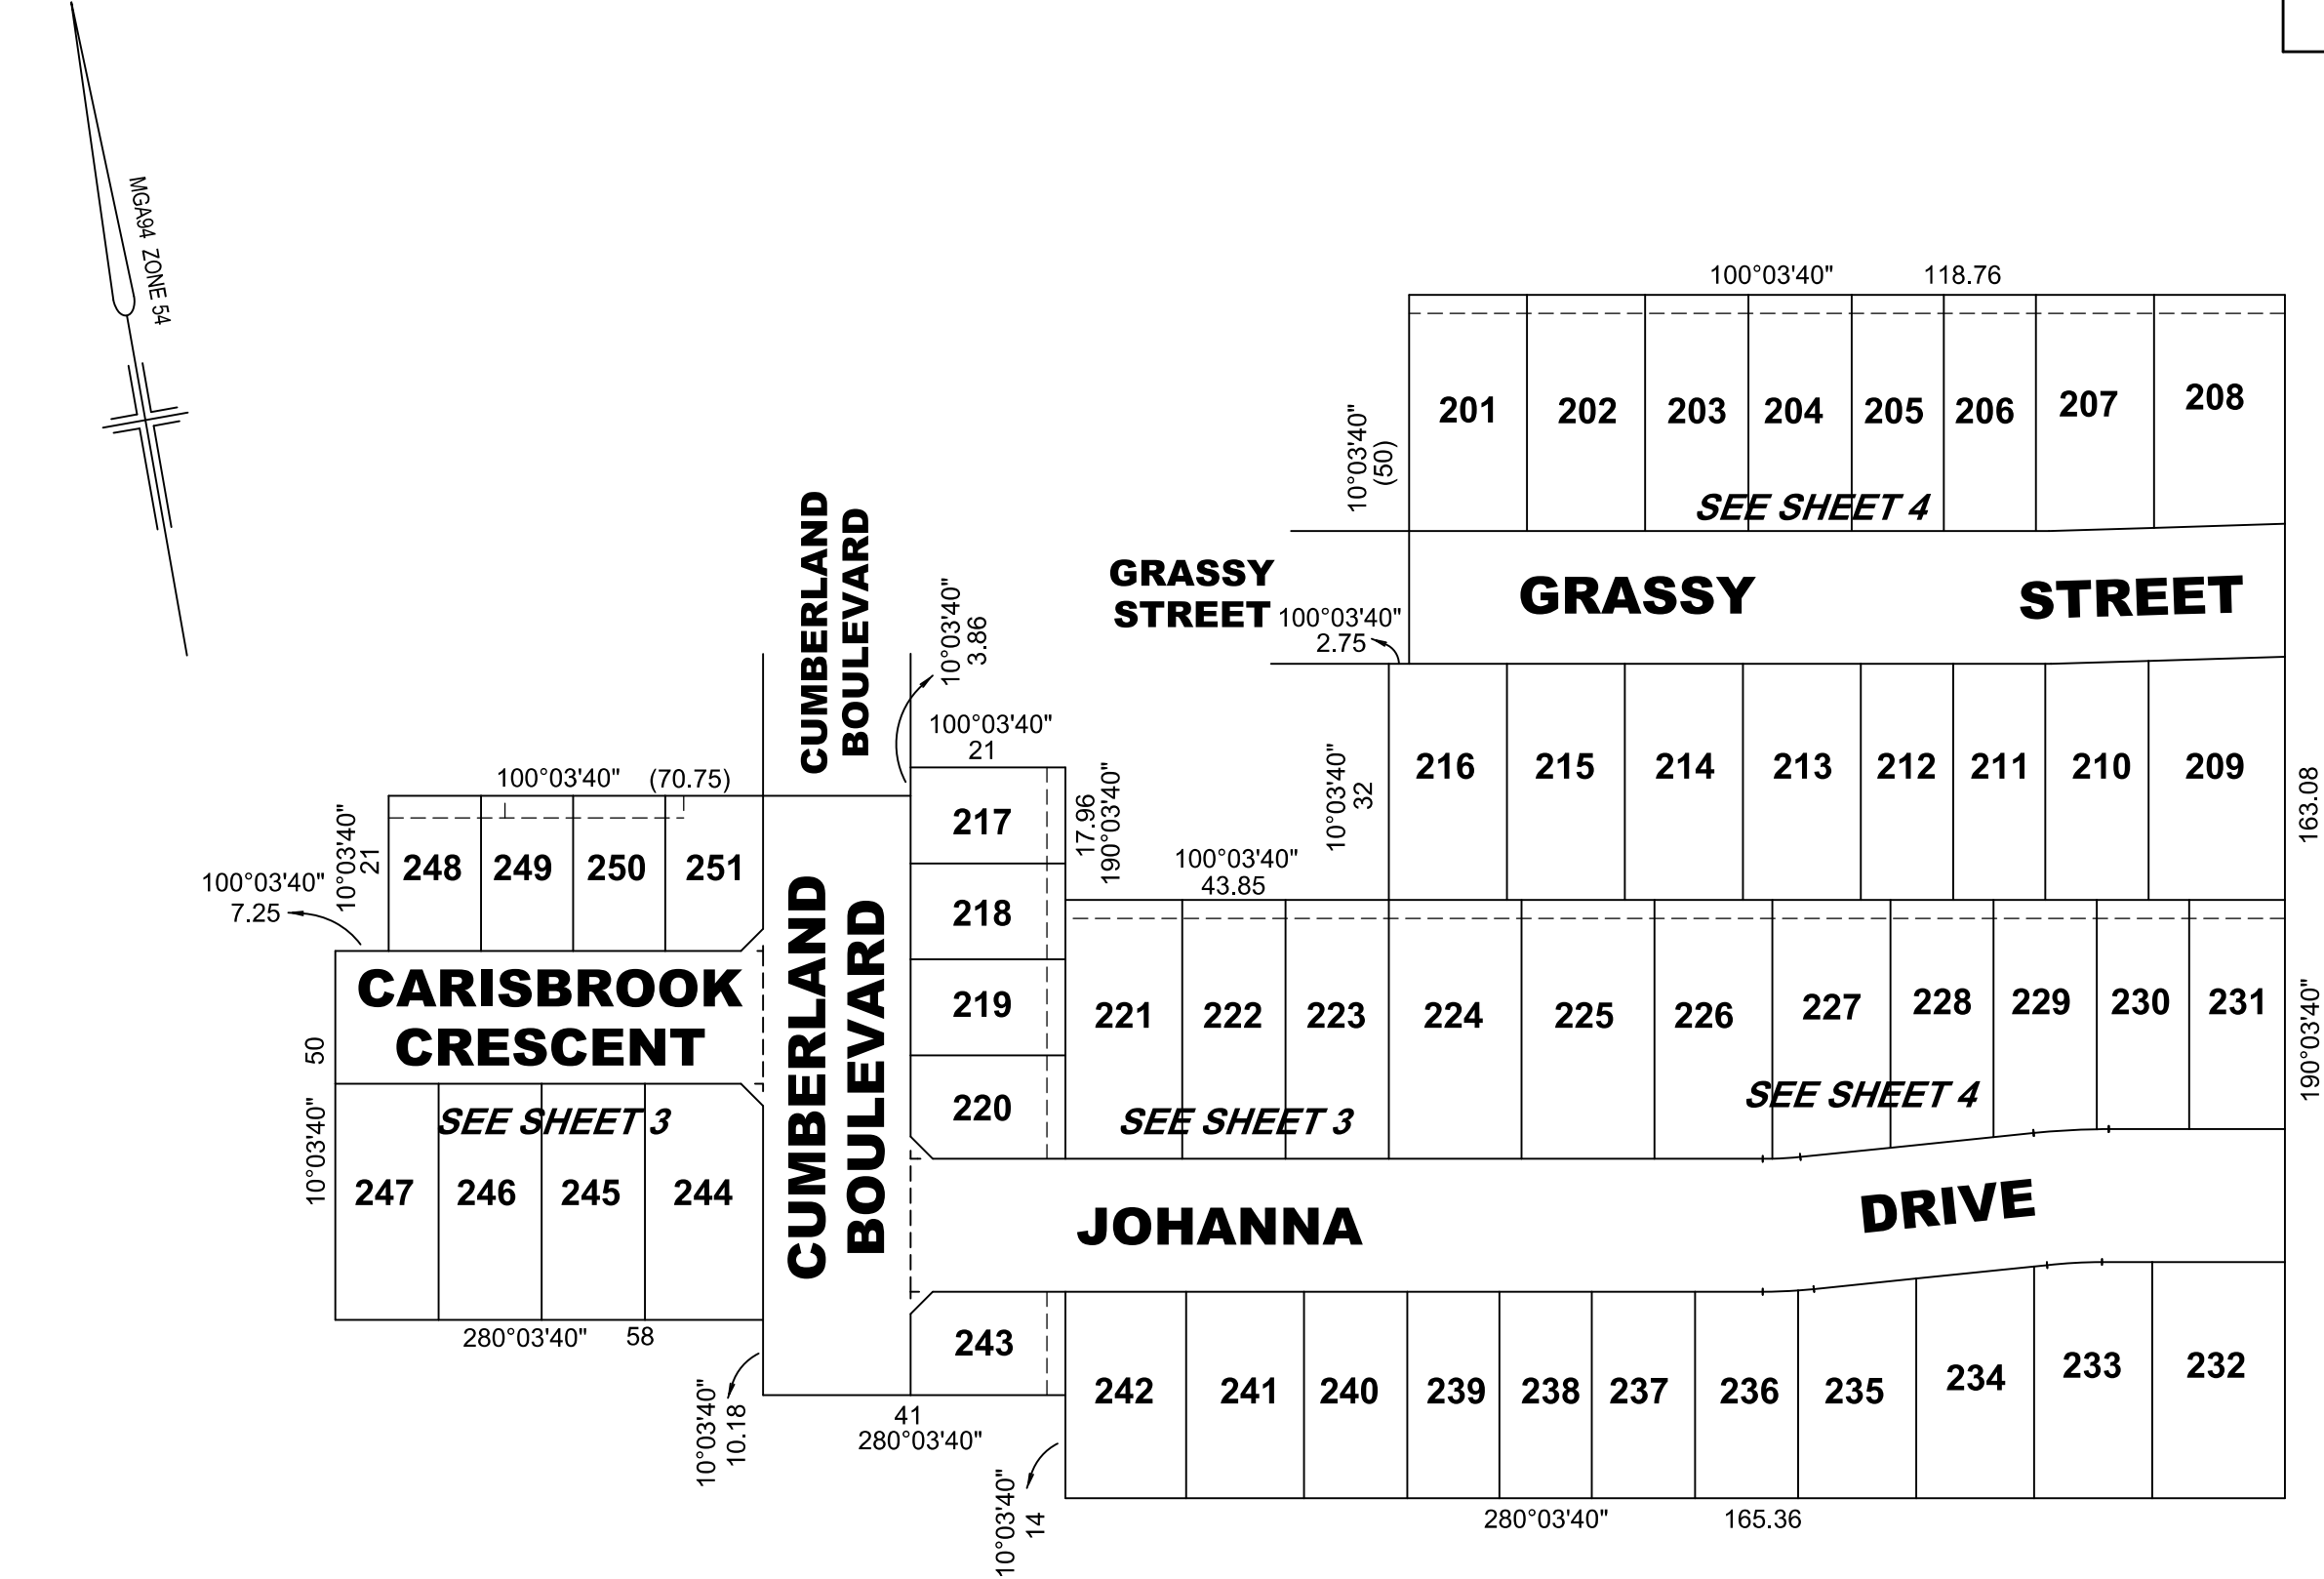 MGA94 ZONE 54
100°03'40" 118.76
201 202 203 204 205 206 207 208
10°03'40"
(50)
SEE SHEET 4
CUMBERLAND
BOULEVARD
GRASSY
STREET
GRASSY STREET
100°03'40"
2.75
10°03'40"
3.86
100°03'40"
21
100°03'40" (70.75)
10°03'40"
21
248 249 250 251
100°03'40"
7.25
217
218
219
220
17.96
190°03'40"
10°03'40"
32
216 215 214 213 212 211 210 209
163.08
190°03'40"
100°03'40"
43.85
CARISBROOK
CRESCENT
CUMBERLAND
BOULEVARD
221 222 223 224 225 226 227 228 229 230 231
SEE SHEET 3
SEE SHEET 4
50
10°03'40"
SEE SHEET 3
247 246 245 244
280°03'40" 58
JOHANNA DRIVE
243
10°03'40"
10.18
41
280°03'40"
242 241 240 239 238 237 236 235 234 233 232
10°03'40"
14
280°03'40" 165.36